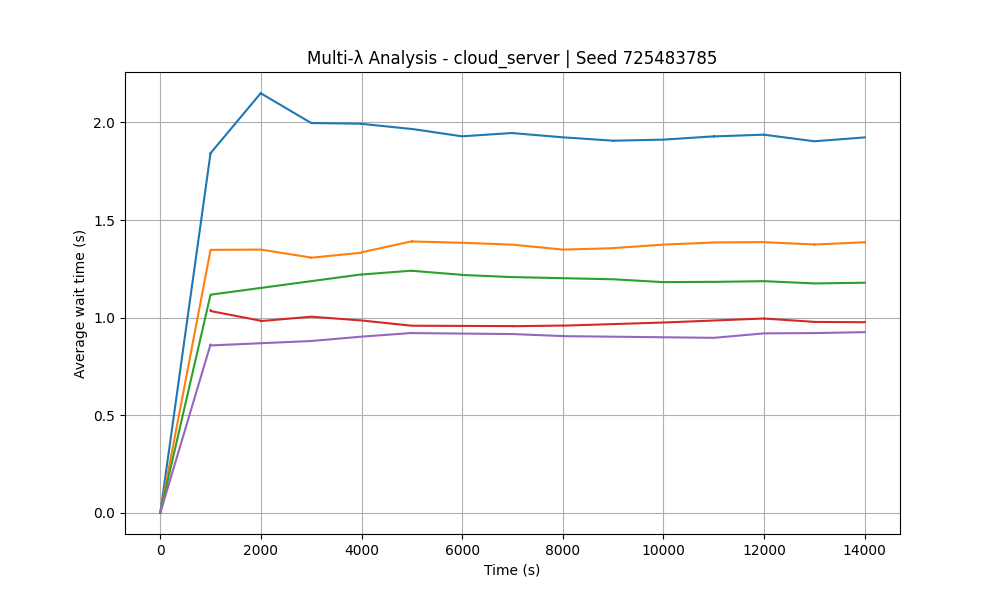 Multi-λ Analysis - cloud_server | Seed 725483785
Average wait time (s)
2.0
1.5
1.0
0.5
0.0
0 2000 4000 6000 8000 10000 12000 14000
Time (s)